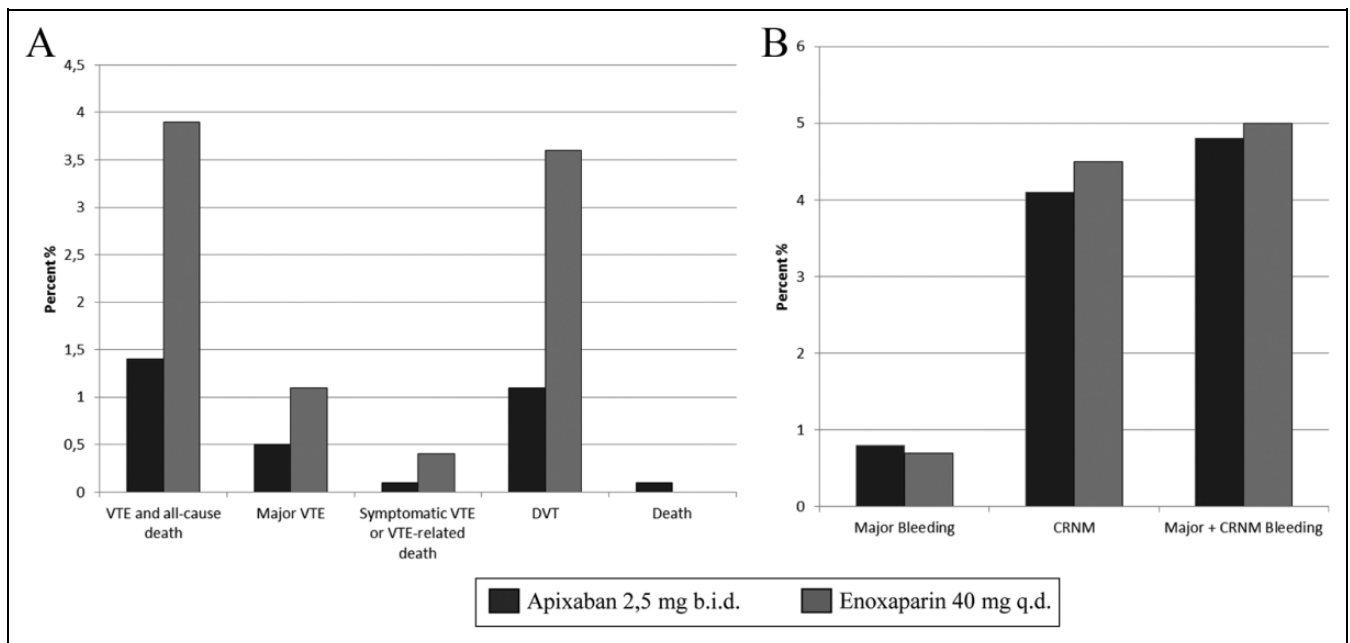 A
Percent %
4,5
4
3,5
3
2,5
2
1,5
1
0,5
0
VTE and all-cause
death
Major VTE
Symptomatic VTE
or VTE-related
death
DVT
Death
B
Percent %
6
5
4
3
2
1
0
Major Bleeding
CRNM
Major + CRNM Bleeding
Apixaban 2,5 mg b.i.d.
Enoxaparin 40 mg q.d.